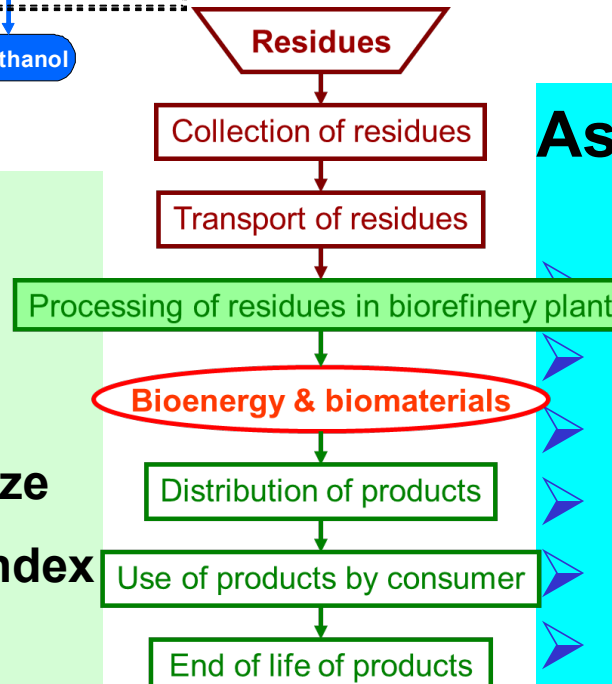 Residues
thanol
Collection of residues
As
Transport of residues
Processing of residues in biorefinery plant
Bioenergy & biomaterials
ze
Distribution of products
ndex
Use of products by consumer
End of life of products